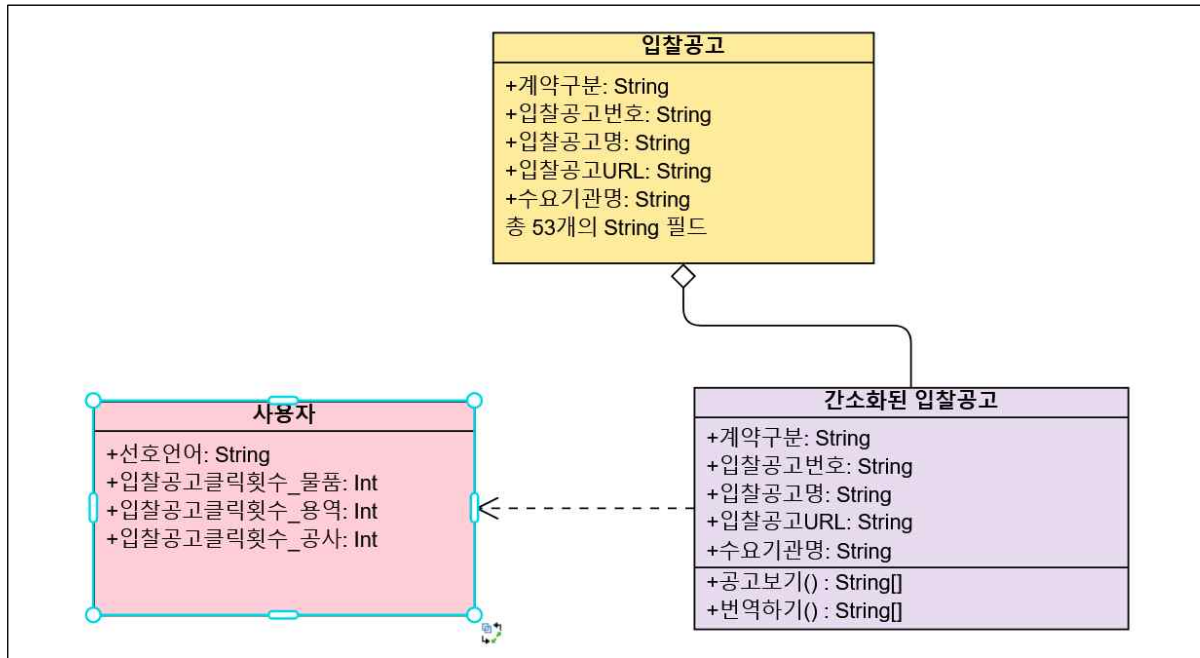 입찰공고
+계약구분: String
+입찰공고번호: String
+입찰공고명: String
+입찰공고URL: String
+수요기관명: String
총 53개의 String 필드
사용자
+선호언어: String
+입찰공고클릭횟수_물품: Int
+입찰공고클릭횟수_용역: Int
+입찰공고클릭횟수_공사: Int
간소화된 입찰공고
+계약구분: String
+입찰공고번호: String
+입찰공고명: String
+입찰공고URL: String
+수요기관명: String
+공고보기() : String[]
+번역하기() : String[]